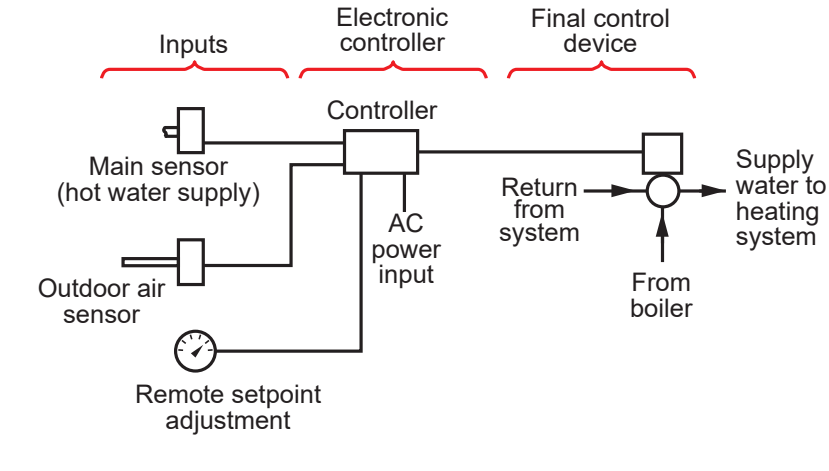 Inputs
Electronic
controller
Final control
device
Controller
Main sensor
(hot water supply)
AC
power
input
Return
from
system
Supply
water to
heating
system
From
boiler
Outdoor air
sensor
Remote setpoint
adjustment